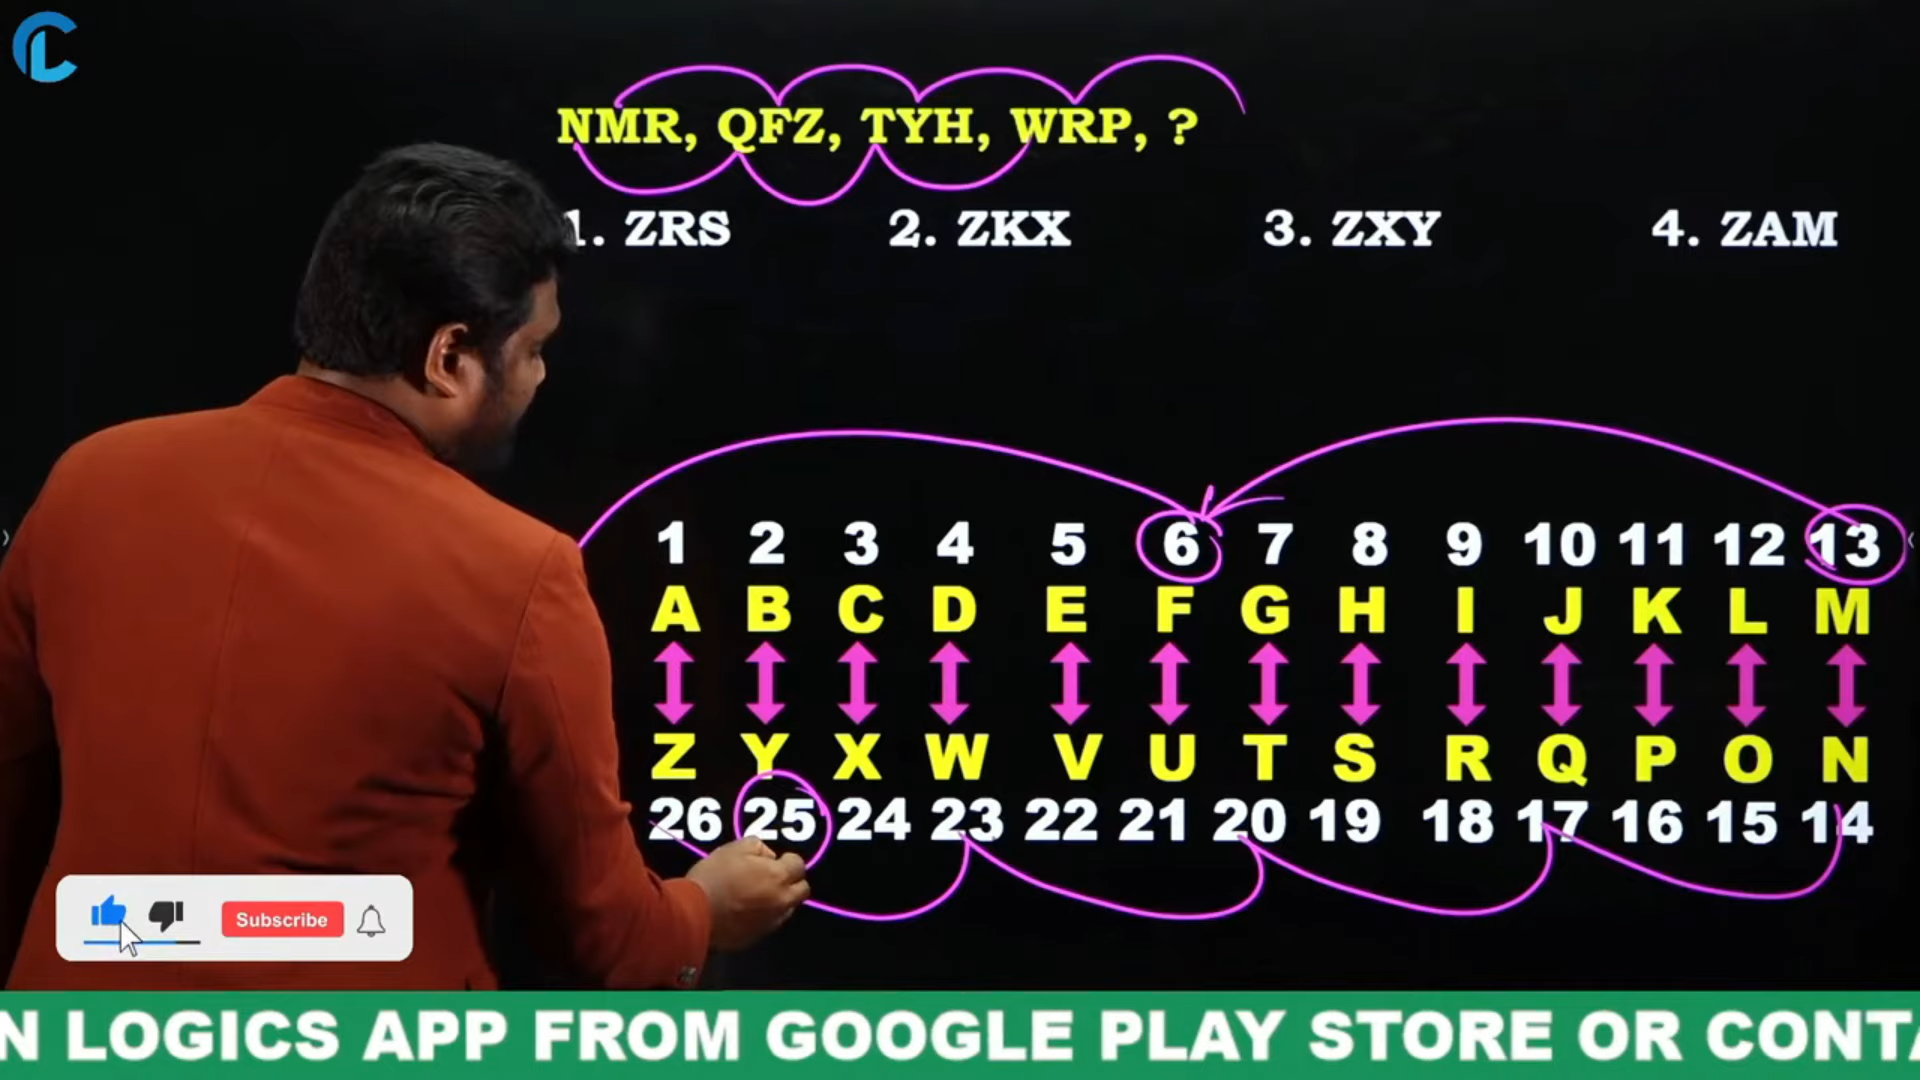 NMR, QFZ, TYH, WRP, ?
1. ZRS 2. ZKX 3. ZXY 4. ZAM
1 2 3 4 5 6 7 8 9 10 11 12 13
A B C D E F G H I J K L M
Z Y X W V U T S R Q P O N
26 25 24 23 22 21 20 19 18 17 16 15 14
Subscribe
N LOGICS APP FROM GOOGLE PLAY STORE OR CONTA